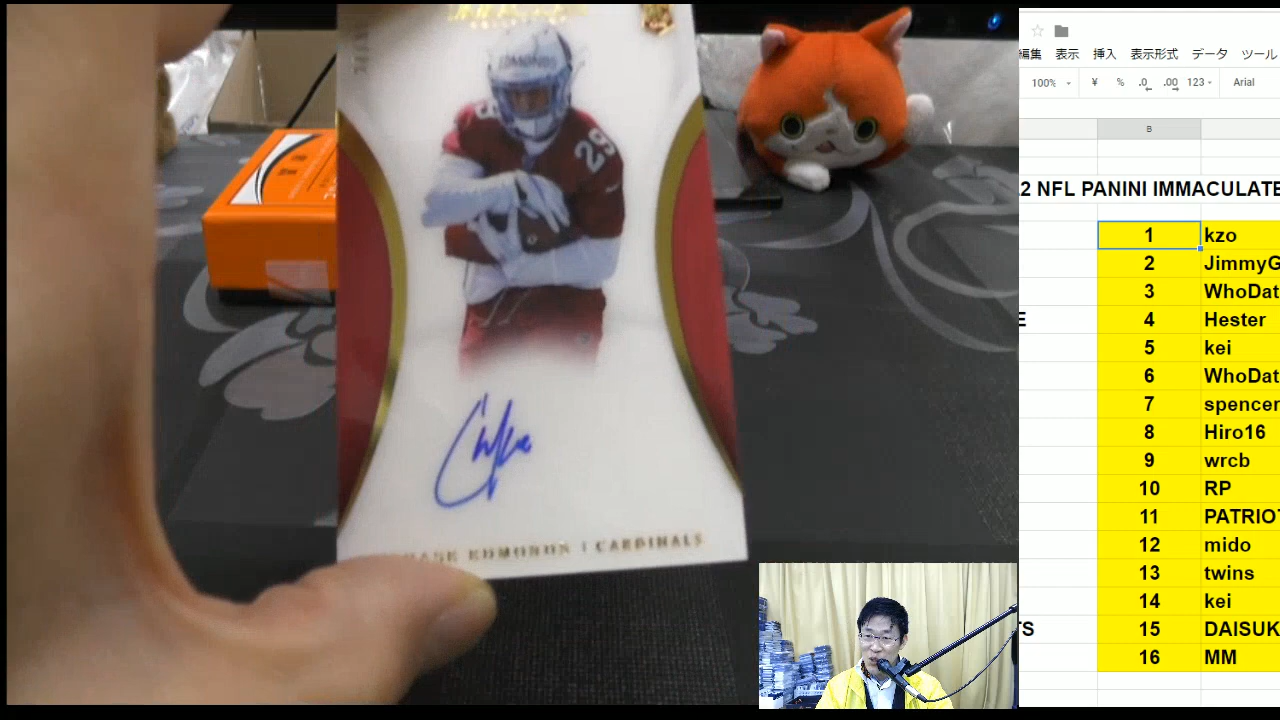 EDMONDS
29
CHASE EDMONDS | CARDINALS
編集 表示 挿入 表示形式 データ ツール
100% ¥ % .0 .00 123 Arial
B
2 NFL PANINI IMMACULATE
1 kzo
2 JimmyG
3 WhoDat
E 4 Hester
5 kei
6 WhoDat
7 spencer
8 Hiro16
9 wrcb
10 RP
11 PATRIOT
12 mido
13 twins
14 kei
TS 15 DAISUK
16 MM